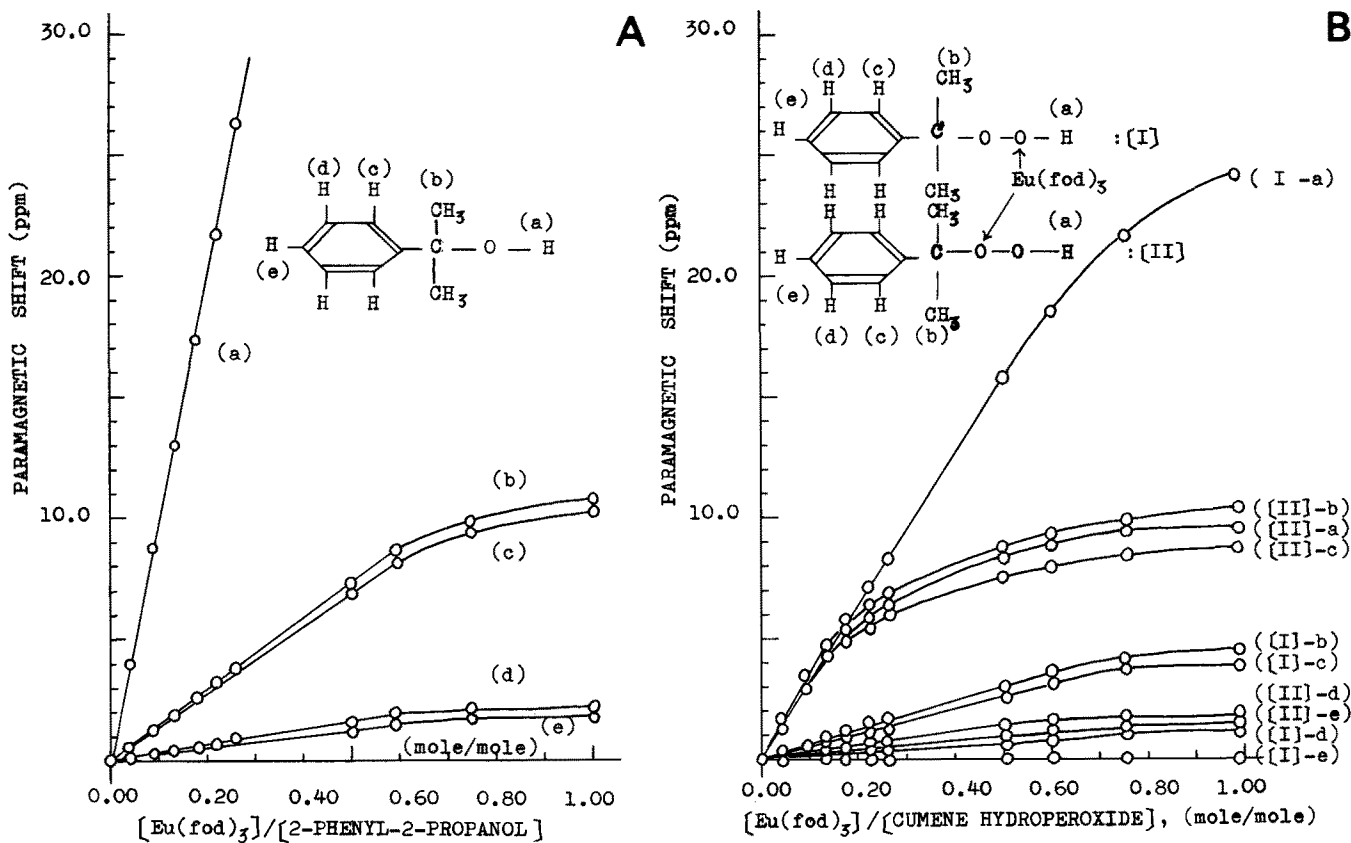 A
30.0
20.0
10.0
PARAMAGNETIC SHIFT (ppm)
(d) (c)
H H
(b)
CH3
(a)
H C O — H
(e)
H H
CH3
(a)
(b)
(c)
(d)
(e)
(mole/mole)
0.00 0.20 0.40 0.60 0.80 1.00
[Eu(fod)3]/[2-PHENYL-2-PROPANOL]
B
30.0
20.0
10.0
PARAMAGNETIC SHIFT (ppm)
(b)
(d) (c)
CH3
H H
(e)
(a)
H C - O - O - H :[I]
H H CH3
Eu(fod)3
H H CH3
(a)
H C - O - O - H :[II]
(e)
H H CH3
(d) (c) (b)
( I -a)
([II]-b)
([II]-a)
([II]-c)
([I]-b)
([I]-c)
([II]-d)
([II]-e)
([I]-d)
([I]-e)
0.00 0.20 0.40 0.60 0.80 1.00
[Eu(fod)3]/[CUMENE HYDROPEROXIDE], (mole/mole)